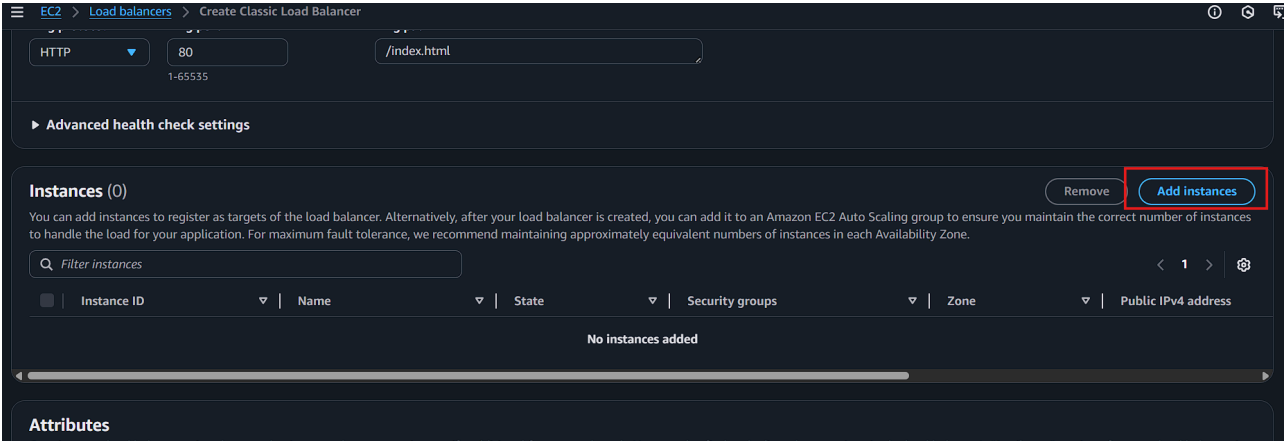 EC2 > Load balancers > Create Classic Load Balancer
HTTP 80 /index.html
1-65535
Advanced health check settings
Instances (0) Remove Add instances
You can add instances to register as targets of the load balancer. Alternatively, after your load balancer is created, you can add it to an Amazon EC2 Auto Scaling group to ensure you maintain the correct number of instances
to handle the load for your application. For maximum fault tolerance, we recommend maintaining approximately equivalent numbers of instances in each Availability Zone.
Filter instances 1
Instance ID Name State Security groups Zone Public IPv4 address
No instances added
Attributes